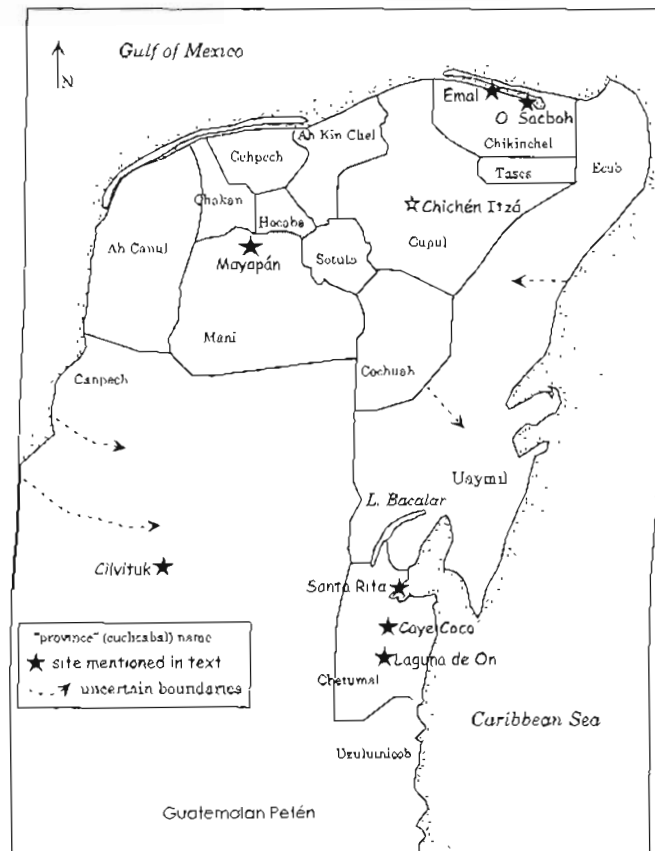 Gulf of Mexico
N
Emal
O Sacboh
Ah Kin Chel
Chikinchel
Cehpech
Tases
Ecab
Chakan
Hocaba
Chichén Itzá
Ah Canul
Mayapán
Sotuta
Cupul
Mani
Canpech
Cochuah
Uaymil
L. Bacalar
Cilvituk
Santa Rita
"province" (cuchcabal) name
Caye Coco
site mentioned in text
Laguna de On
Chetumal
uncertain boundaries
Caribbean Sea
Guatemalan Petén